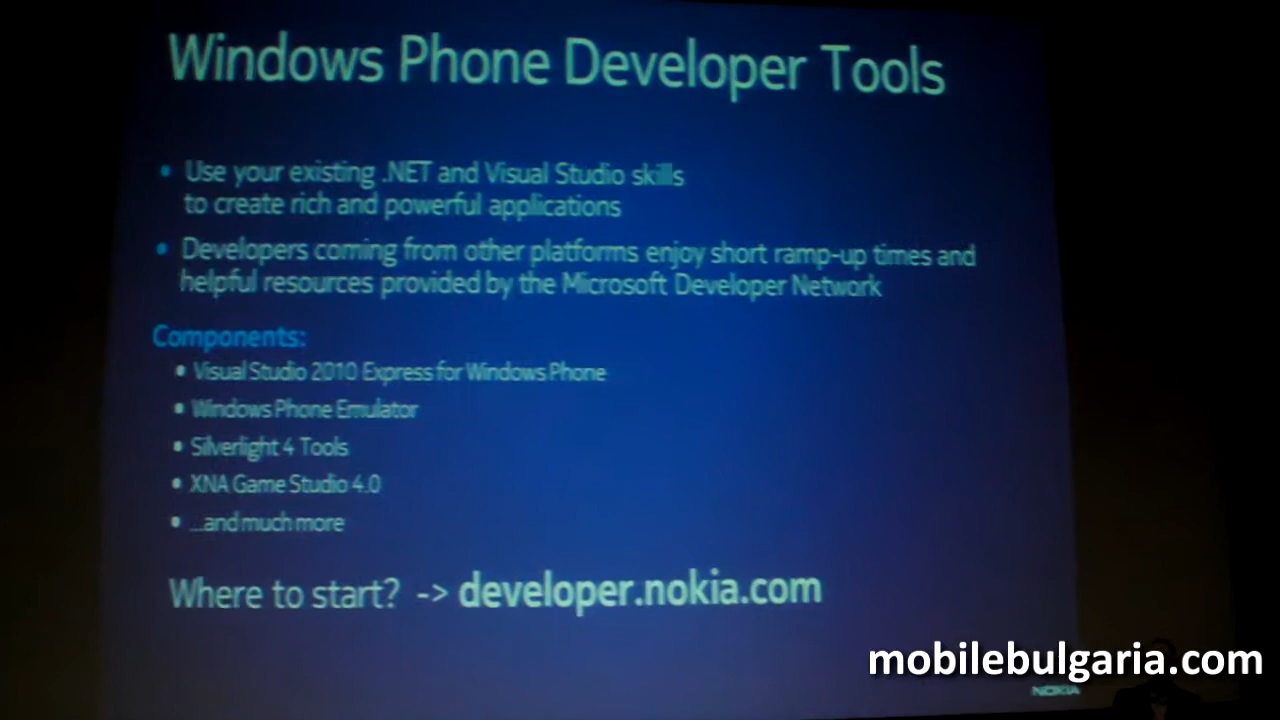 Windows Phone Developer Tools
• Use your existing .NET and Visual Studio skills
to create rich and powerful applications
• Developers coming from other platforms enjoy short ramp-up times and
helpful resources provided by the Microsoft Developer Network
Components:
• Visual Studio 2010 Express for Windows Phone
• Windows Phone Emulator
• Silverlight 4 Tools
• XNA Game Studio 4.0
• ...and much more
Where to start? -> developer.nokia.com
mobilebulgaria.com
NOKIA